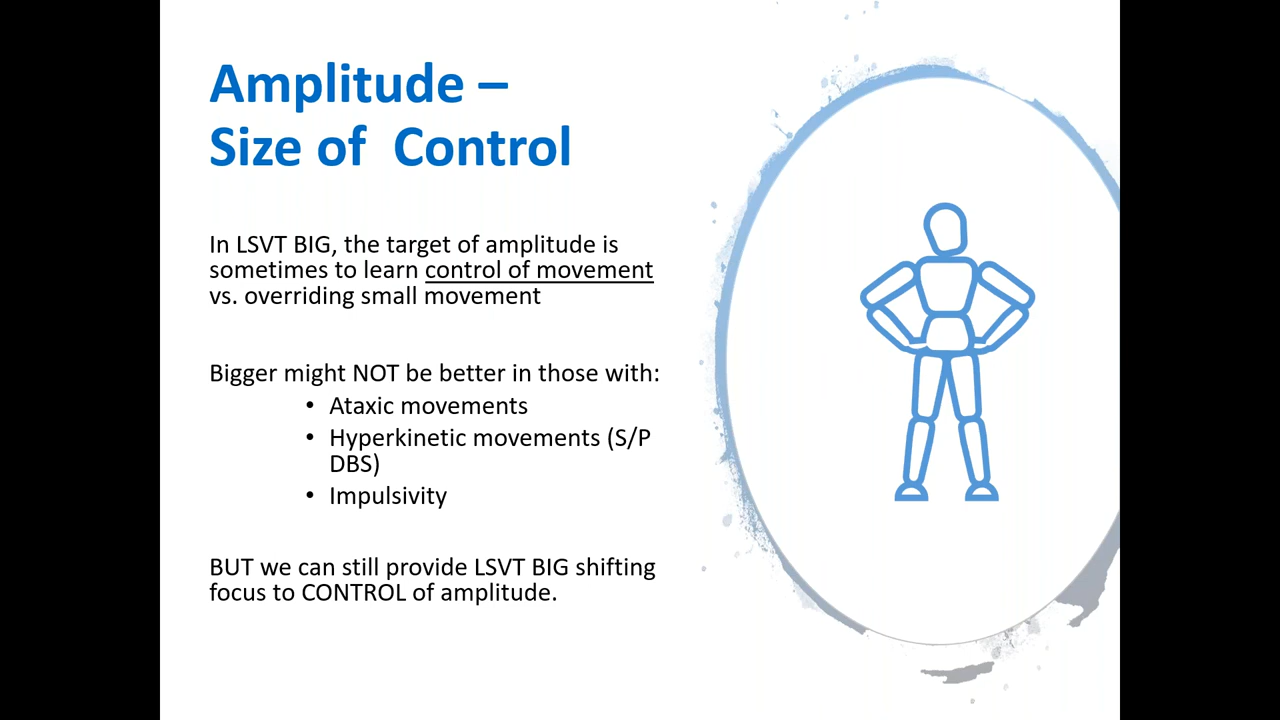 Amplitude –
Size of  Control
In LSVT BIG, the target of amplitude is
sometimes to learn control of movement
vs. overriding small movement
Bigger might NOT be better in those with:
• Ataxic movements
• Hyperkinetic movements (S/P
DBS)
• Impulsivity
BUT we can still provide LSVT BIG shifting
focus to CONTROL of amplitude.